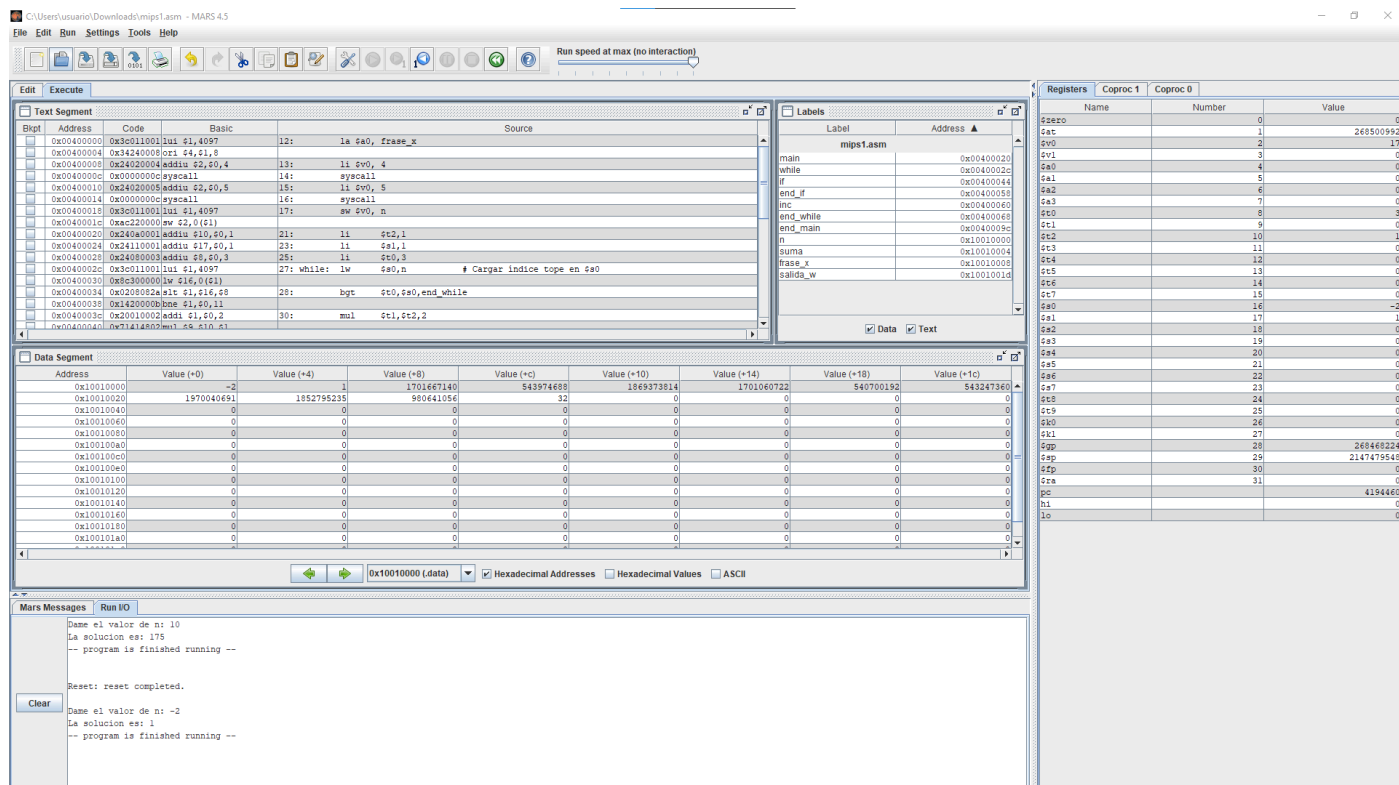 C:\Users\usuario\Downloads\mips1.asm - MARS 4.5
File Edit Run Settings Tools Help
Run speed at max (no interaction)
Edit Execute
Text Segment
Bkpt Address Code Basic Source
0x00400000 0x3c011001 lui $1,4097 12: la $a0, frase_x
0x00400004 0x34240008 ori $4,$1,8
0x00400008 0x24020004 addiu $2,$0,4 13: li $v0, 4
0x0040000c 0x0000000c syscall 14: syscall
0x00400010 0x24020005 addiu $2,$0,5 15: li $v0, 5
0x00400014 0x0000000c syscall 16: syscall
0x00400018 0x3c011001 lui $1,4097 17: sw $v0, n
0x0040001c 0xac220000 sw $2,0($1)
0x00400020 0x240a0001 addiu $10,$0,1 21: li $t2,1
0x00400024 0x24110001 addiu $17,$0,1 23: li $s1,1
0x00400028 0x24080003 addiu $8,$0,3 25: li $t0,3
0x0040002c 0x3c011001 lui $1,4097 27: while: lw $s0,n # Cargar indice tope en $s0
0x00400030 0x8c300000 lw $16,0($1)
0x00400034 0x0208082a slt $1,$16,$8 28: bgt $t0,$s0,end_while
0x00400038 0x1420000b bne $1,$0,11
0x0040003c 0x20010002 addi $1,$0,2 30: mul $t1,$t2,2
0x00400040 0x71414802 mul $9,$10,$1
Labels
Label Address ▲
mips1.asm
main 0x00400020
while 0x0040002c
if 0x00400044
end_if 0x00400058
inc 0x00400060
end_while 0x00400068
end_main 0x0040009c
n 0x10010000
suma 0x10010004
frase_x 0x10010008
salida_w 0x1001001d
Data Text
Data Segment
Address Value (+0) Value (+4) Value (+8) Value (+c) Value (+10) Value (+14) Value (+18) Value (+1c)
0x10010000 -2 1 1701667140 543974688 1869373814 1701060722 540700192 543247360
0x10010020 1970040691 1852795235 980641056 32 0 0 0 0
0x10010040 0 0 0 0 0 0 0 0
0x10010060 0 0 0 0 0 0 0 0
0x10010080 0 0 0 0 0 0 0 0
0x100100a0 0 0 0 0 0 0 0 0
0x100100c0 0 0 0 0 0 0 0 0
0x100100e0 0 0 0 0 0 0 0 0
0x10010100 0 0 0 0 0 0 0 0
0x10010120 0 0 0 0 0 0 0 0
0x10010140 0 0 0 0 0 0 0 0
0x10010160 0 0 0 0 0 0 0 0
0x10010180 0 0 0 0 0 0 0 0
0x100101a0 0 0 0 0 0 0 0 0
0x10010000 (.data) Hexadecimal Addresses Hexadecimal Values ASCII
Mars Messages Run I/O
Clear
Dame el valor de n: 10
La solucion es: 175
-- program is finished running --
Reset: reset completed.
Dame el valor de n: -2
La solucion es: 1
-- program is finished running --
Registers Coproc 1 Coproc 0
Name Number Value
$zero 0 0
$at 1 268500992
$v0 2 17
$v1 3 0
$a0 4 0
$a1 5 0
$a2 6 0
$a3 7 0
$t0 8 3
$t1 9 0
$t2 10 1
$t3 11 0
$t4 12 0
$t5 13 0
$t6 14 0
$t7 15 0
$s0 16 -2
$s1 17 1
$s2 18 0
$s3 19 0
$s4 20 0
$s5 21 0
$s6 22 0
$s7 23 0
$t8 24 0
$t9 25 0
$k0 26 0
$k1 27 0
$gp 28 268468224
$sp 29 2147479548
$fp 30 0
$ra 31 0
pc 4194460
hi 0
lo 0